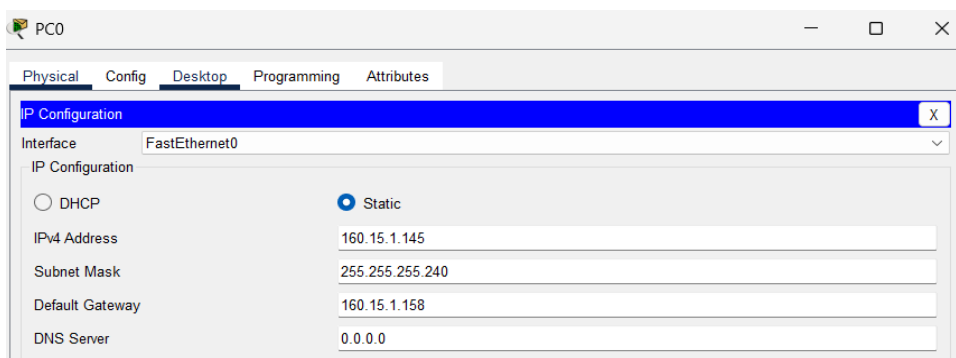 PC0
Physical Config Desktop Programming Attributes
IP Configuration X
Interface FastEthernet0
IP Configuration
DHCP Static
IPv4 Address 160.15.1.145
Subnet Mask 255.255.255.240
Default Gateway 160.15.1.158
DNS Server 0.0.0.0